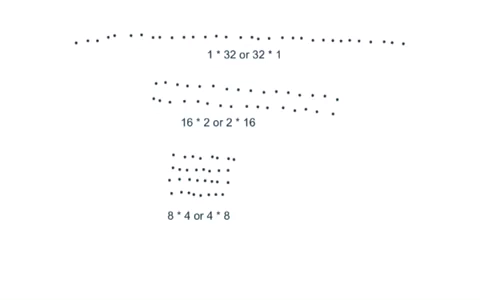 1 * 32 or 32 * 1
16 * 2 or 2 * 16
8 * 4 or 4 * 8